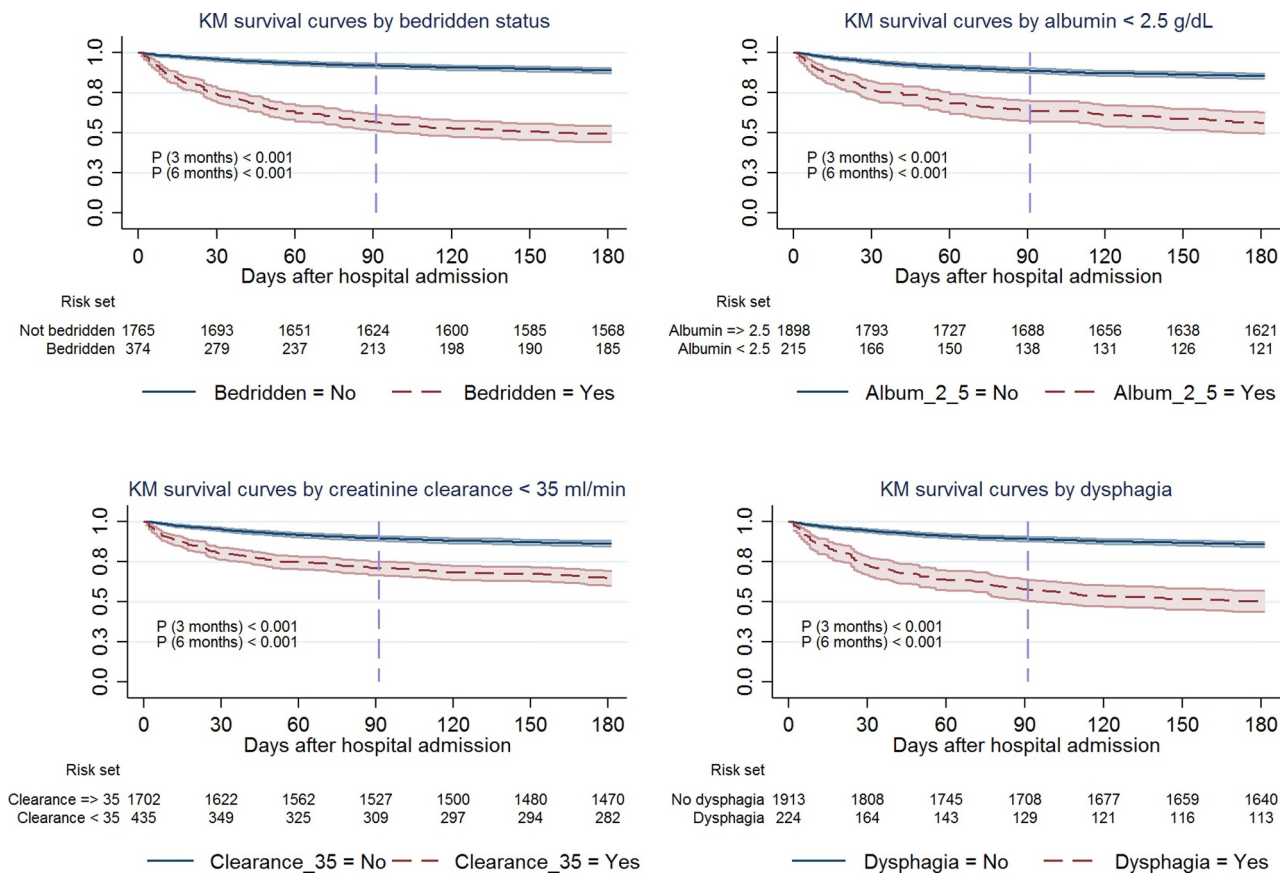 KM survival curves by bedridden status
1.0
0.8
0.5
0.3
0.0
P (3 months) < 0.001
P (6 months) < 0.001
0 30 60 90 120 150 180
Days after hospital admission
Risk set
Not bedridden 1765 1693 1651 1624 1600 1585 1568
Bedridden 374 279 237 213 198 190 185
Bedridden = No Bedridden = Yes
KM survival curves by albumin < 2.5 g/dL
1.0
0.8
0.5
0.3
0.0
P (3 months) < 0.001
P (6 months) < 0.001
0 30 60 90 120 150 180
Days after hospital admission
Risk set
Albumin => 2.5 1898 1793 1727 1688 1656 1638 1621
Albumin < 2.5 215 166 150 138 131 126 121
Album_2_5 = No Album_2_5 = Yes
KM survival curves by creatinine clearance < 35 ml/min
1.0
0.8
0.5
0.3
0.0
P (3 months) < 0.001
P (6 months) < 0.001
0 30 60 90 120 150 180
Days after hospital admission
Risk set
Clearance => 35 1702 1622 1562 1527 1500 1480 1470
Clearance < 35 435 349 325 309 297 294 282
Clearance_35 = No Clearance_35 = Yes
KM survival curves by dysphagia
1.0
0.8
0.5
0.3
0.0
P (3 months) < 0.001
P (6 months) < 0.001
0 30 60 90 120 150 180
Days after hospital admission
Risk set
No dysphagia 1913 1808 1745 1708 1677 1659 1640
Dysphagia 224 164 143 129 121 116 113
Dysphagia = No Dysphagia = Yes